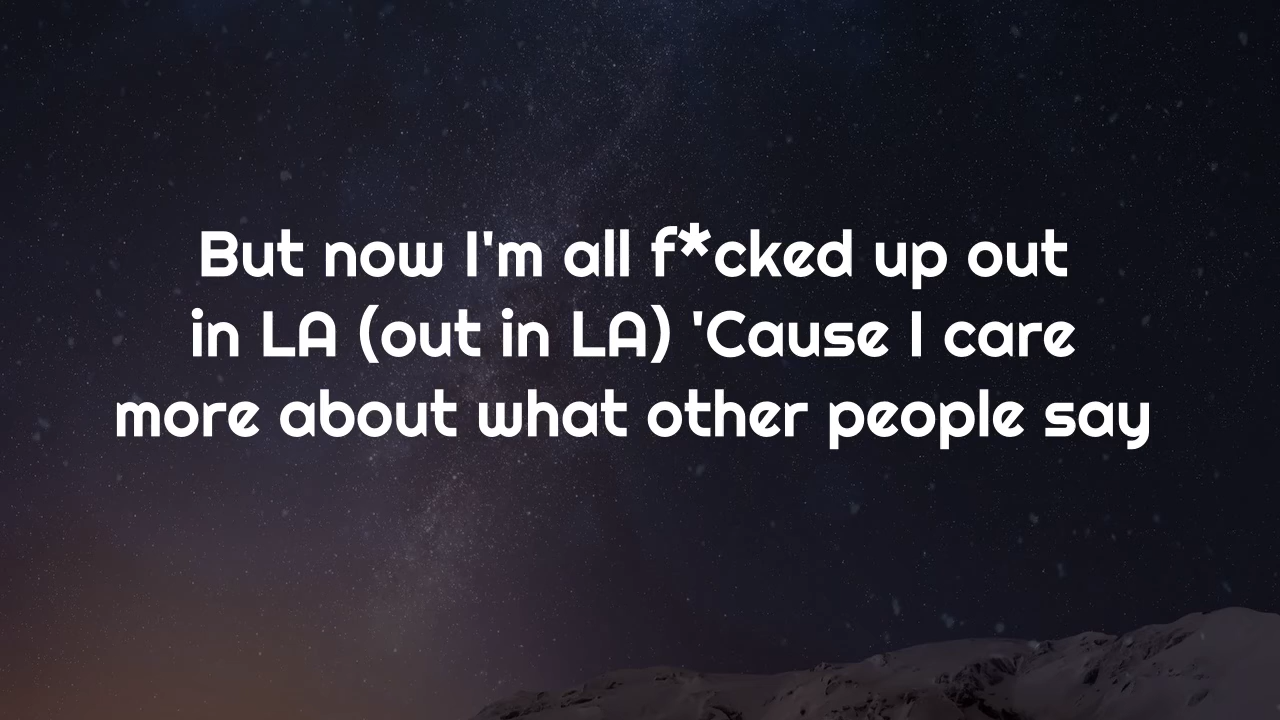 But now I'm all f*cked up out
in LA (out in LA) 'Cause I care
more about what other people say